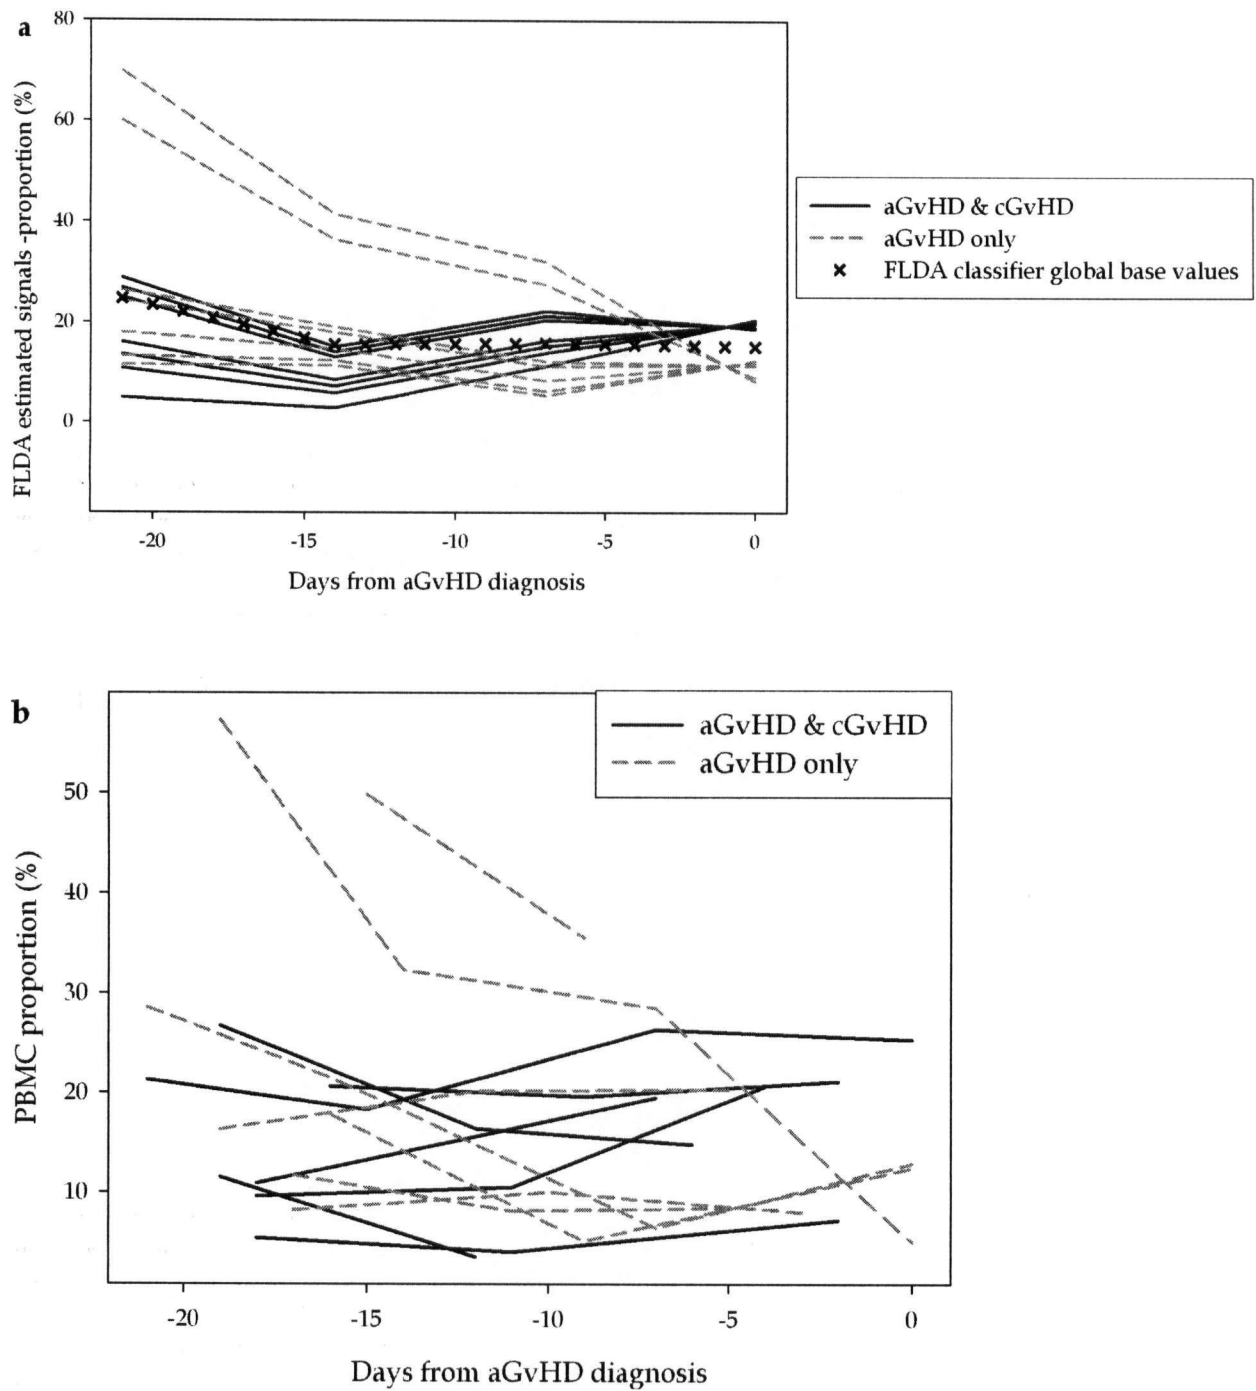 a
80
60
40
20
0
FLDA estimated signals -proportion (%)
-20 -15 -10 -5 0
Days from aGvHD diagnosis
aGvHD & cGvHD
aGvHD only
FLDA classifier global base values
b
50
40
30
20
10
PBMC proportion (%)
-20 -15 -10 -5 0
Days from aGvHD diagnosis
aGvHD & cGvHD
aGvHD only